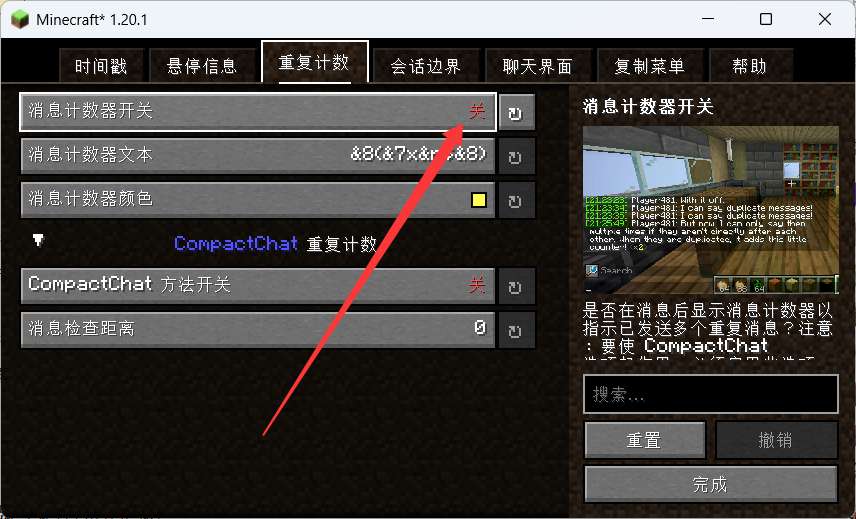 Minecraft* 1.20.1
时间戳
悬停信息
重复计数
会话边界
聊天界面
复制菜单
帮助
消息计数器开关
关
消息计数器文本
消息计数器颜色
CompactChat 重复计数
CompactChat 方法开关
关
消息检查距离
0
消息计数器开关
[21:23:23] Player481: With it off,
[21:23:34] Player481: I can say duplicate messages!
[21:23:35] Player481: I can say duplicate messages!
[21:25:49] Player481: But now I can only say them
multiple times if they aren't directly after each
other. When they are duplicated, it adds this little
counter! (x2)
Search
64
38
64
是否在消息后显示消息计数器以
指示已发送多个重复消息？注意
：要使 CompactChat
搜索...
重置
撤销
完成